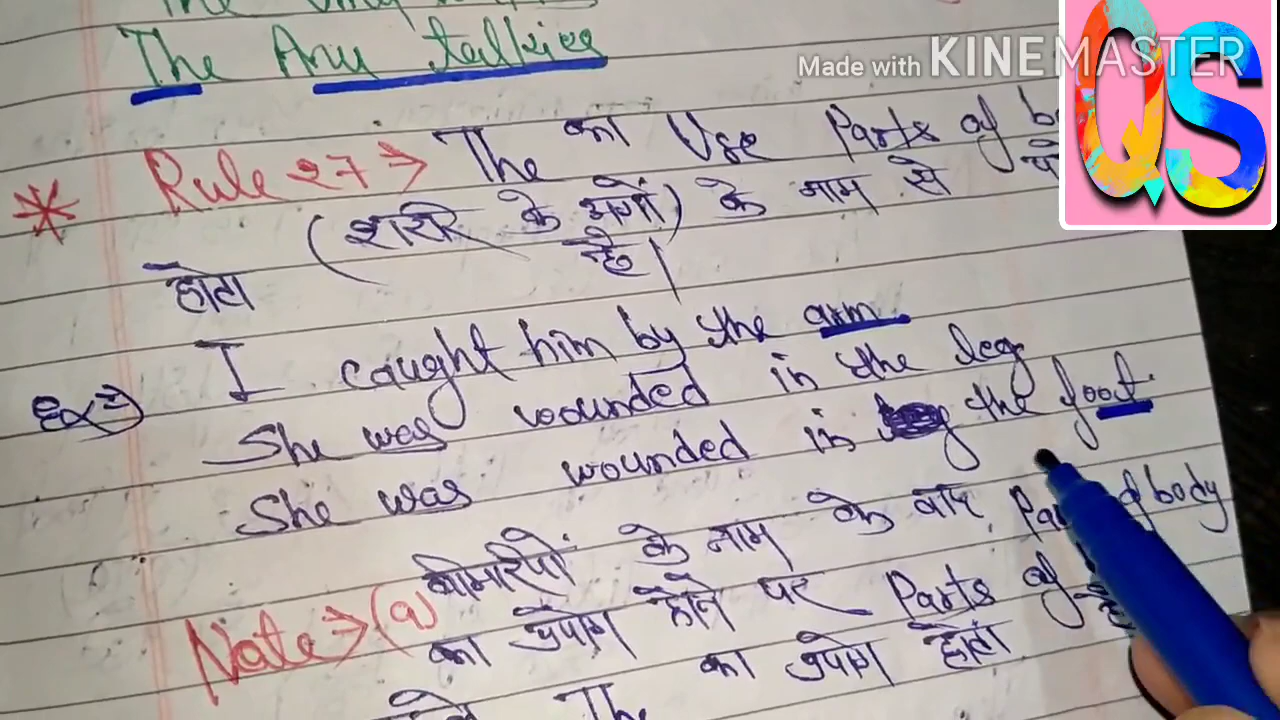 The
The Any talkies
Made with KINEMASTER
QS
Rule 27 → The का Use Parts of
(शरीर के अंगों) के नाम से
होता है।
Ex ⇒ I caught him by the arm
She was wounded in the leg
She was wounded in the foot
Note → (a) बीमारियों के नाम के बाद Parts of body
का उपयोग होने पर Parts of
The का उपयोग होता है